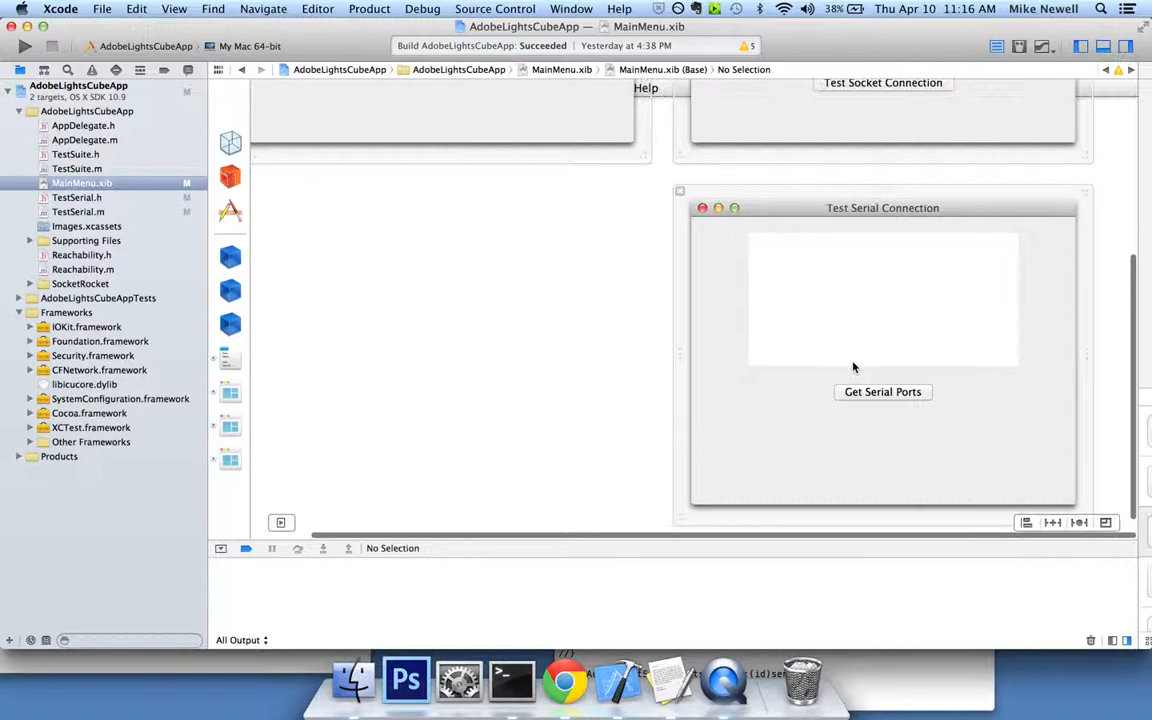 Xcode File Edit View Find Navigate Editor Product Debug Source Control Window Help 38% Thu Apr 10 11:16 AM Mike Newell
AdobeLightsCubeApp — MainMenu.xib
AdobeLightsCubeApp My Mac 64-bit
Build AdobeLightsCubeApp: Succeeded Yesterday at 4:38 PM 5
AdobeLightsCubeApp AdobeLightsCubeApp MainMenu.xib MainMenu.xib (Base) No Selection
AdobeLightsCubeApp M
2 targets, OS X SDK 10.9
AdobeLightsCubeApp
AppDelegate.h
AppDelegate.m
TestSuite.h
TestSuite.m
MainMenu.xib M
TestSerial.h M
TestSerial.m M
Images.xcassets
Supporting Files
Reachability.h
Reachability.m
SocketRocket
AdobeLightsCubeAppTests
Frameworks
IOKit.framework
Foundation.framework
Security.framework
CFNetwork.framework
libicucore.dylib
SystemConfiguration.framework
Cocoa.framework
XCTest.framework
Other Frameworks
Products
Help
Test Socket Connection
Test Serial Connection
Get Serial Ports
No Selection
All Output
Ps